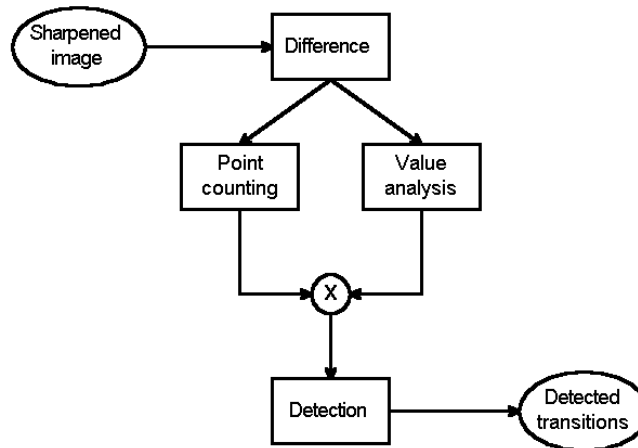 Sharpened
image
Difference
Point
counting
Value
analysis
X
Detection
Detected
transitions